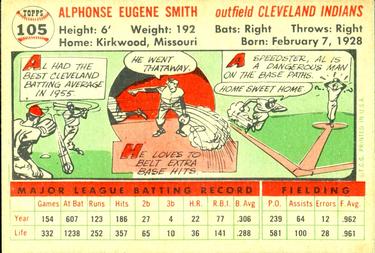 TOPPS
105
ALPHONSE EUGENE SMITH
outfield CLEVELAND INDIANS
Height: 6' Weight: 192
Bats: Right Throws: Right
Home: Kirkwood, Missouri
Born: February 7, 1928
AL HAD THE
BEST CLEVELAND
BATTING AVERAGE
IN 1955
HE WENT
THATAWAY.
HE LOVES TO
BELT EXTRA
BASE HITS
A SPEEDSTER, AL IS
A DANGEROUS MAN
ON THE BASE PATHS.
HOME SWEET HOME
T.C.G. PRINTED IN U.S.A.
MAJOR LEAGUE BATTING RECORD
FIELDING
Games At Bat Runs Hits 2b 3b H.R. R.B.I. B. Avg P.O. Assists Errors F. Avg.
Year 154 607 123 186 27 4 22 77 .306 239 64 12 .962
Life 332 1238 252 357 65 10 36 141 .288 581 100 28 .961